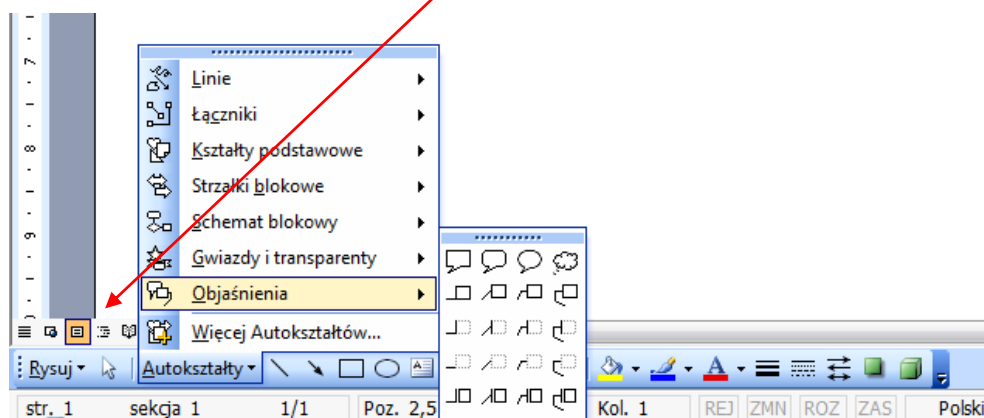 Linie
Łączniki
Kształty podstawowe
Strzałki blokowe
Schemat blokowy
Gwiazdy i transparenty
Objaśnienia
Więcej Autokształtów...
Rysuj Autokształty A
str. 1 sekcja 1 1/1 Poz. 2,5 Kol. 1 REJ ZMN ROZ ZAS Polski